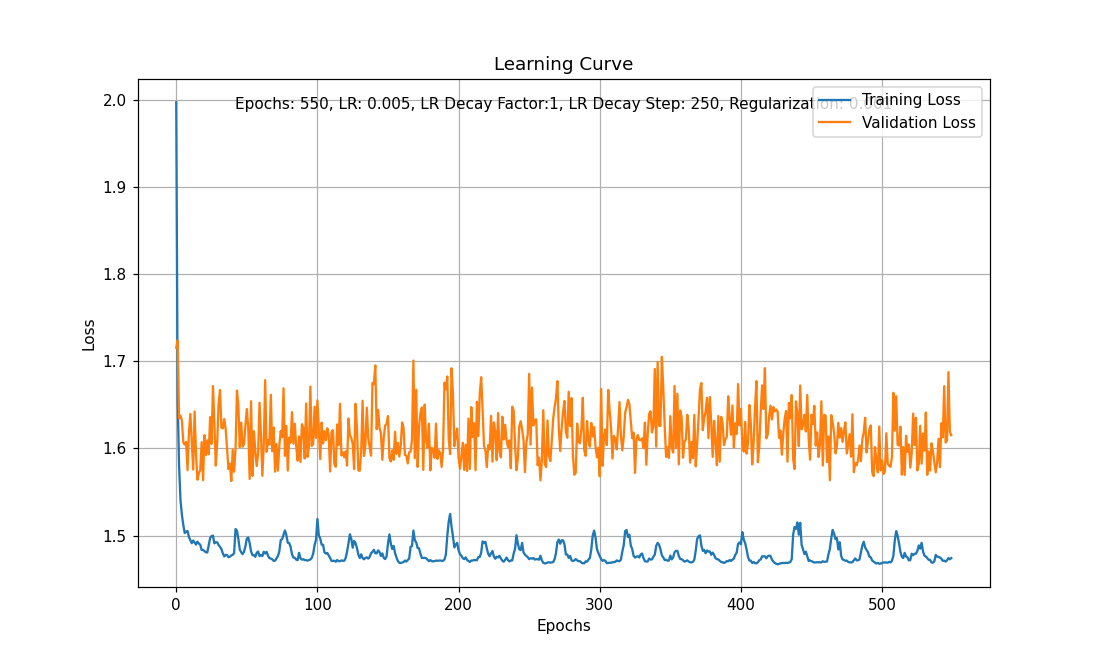 Learning Curve
Epochs: 550, LR: 0.005, LR Decay Factor:1, LR Decay Step: 250, Regularization: 0.001
Training Loss
Validation Loss
2.0
1.9
1.8
1.7
1.6
1.5
Loss
0 100 200 300 400 500
Epochs